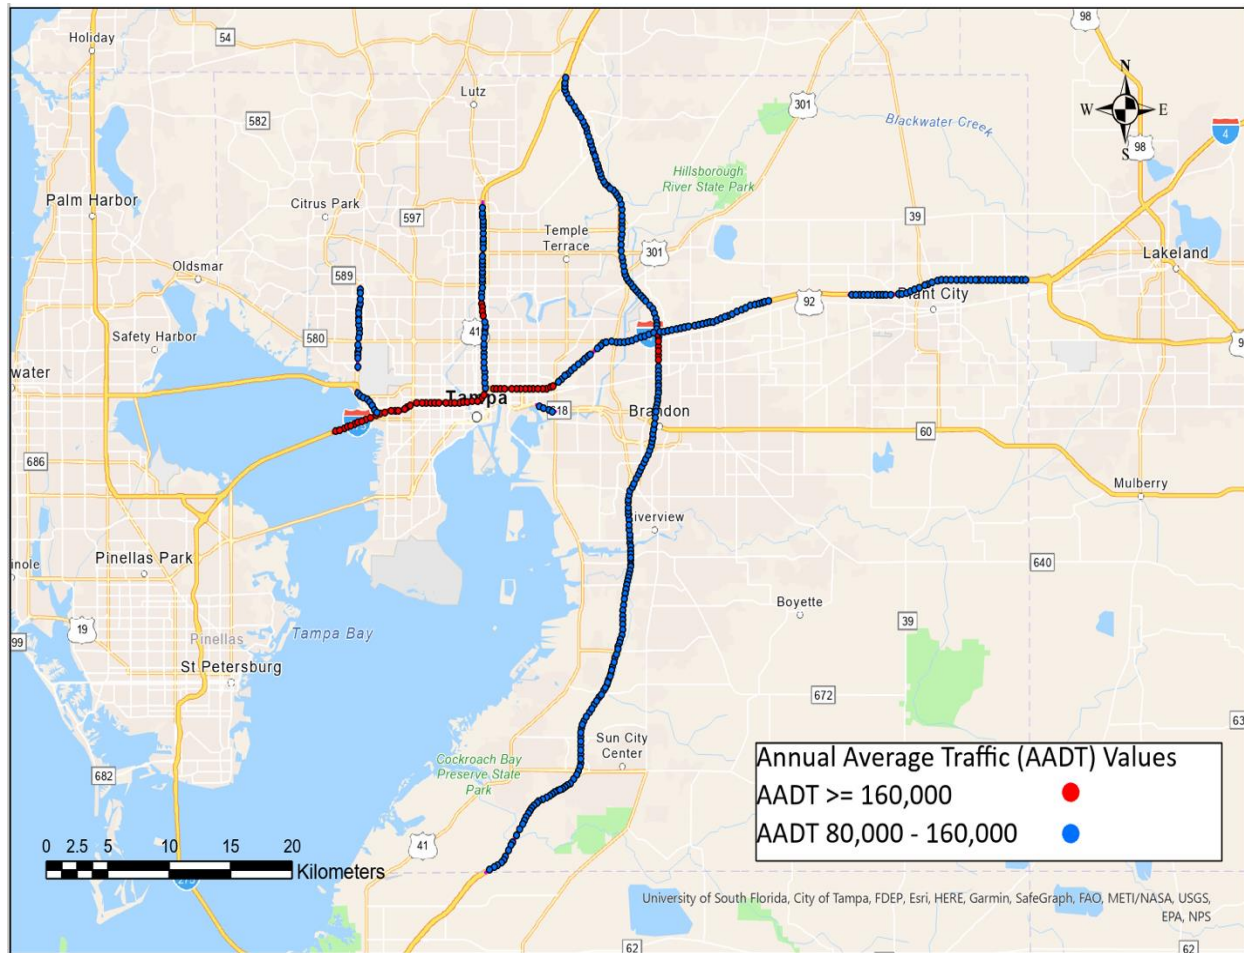 98
Holiday
54
N
Lutz
301
W
E
582
Blackwater Creek
4
98
S
Hillsborough
River State Park
Palm Harbor
Citrus Park
597
39
Temple
Terrace
301
Lakeland
Oldsmar
589
92
Plant City
Safety Harbor
580
41
9
water
Tampa
618
Brandon
60
686
Mulberry
Riverview
Pinellas Park
inole
640
Boyette
19
Tampa Bay
39
699
Pinellas
St Petersburg
672
63
Sun City
Center
Cockroach Bay
Preserve State
Park
682
Annual Average Traffic (AADT) Values
AADT >= 160,000
AADT 80,000 - 160,000
0 2.5 5 10 15 20
Kilometers
41
275
University of South Florida, City of Tampa, FDEP, Esri, HERE, Garmin, SafeGraph, FAO, METI/NASA, USGS,
EPA, NPS
62
62